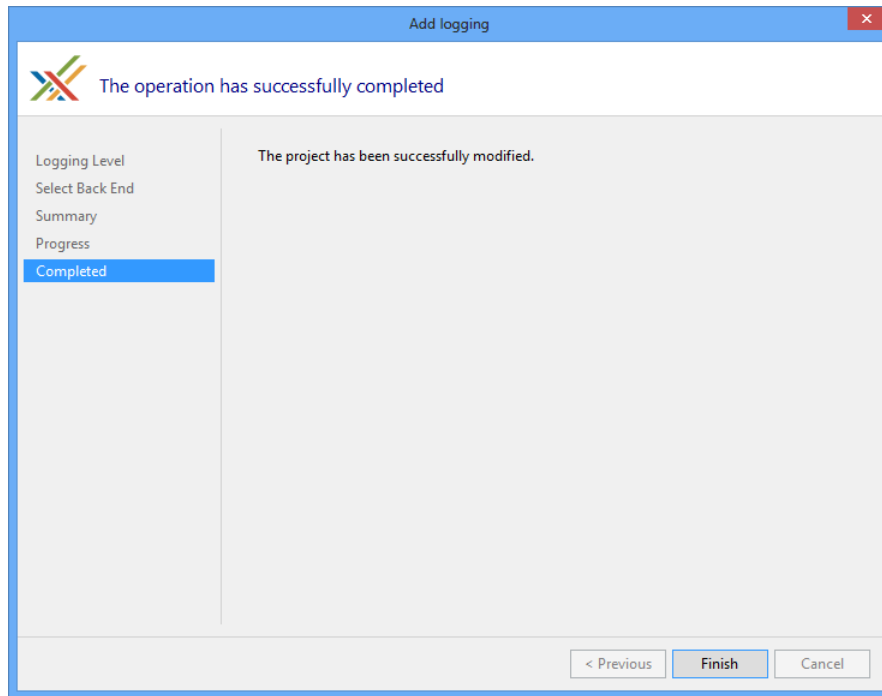 Add logging
The operation has successfully completed
Logging Level
Select Back End
Summary
Progress
Completed
The project has been successfully modified.
< Previous
Finish
Cancel